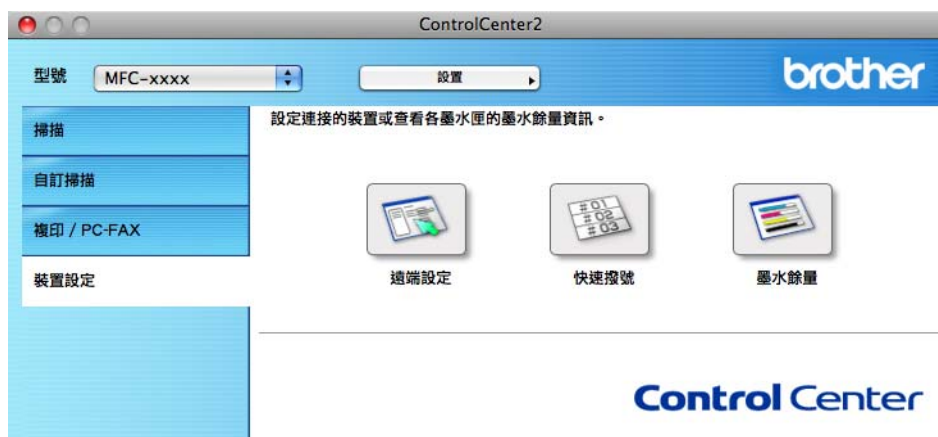 ControlCenter2
型號 MFC-xxxx 設置 brother
掃描
自訂掃描
複印 / PC-FAX
裝置設定
設定連接的裝置或查看各墨水匣的墨水餘量資訊。
#01
#02
#03
遠端設定 快速撥號 墨水餘量
Control Center